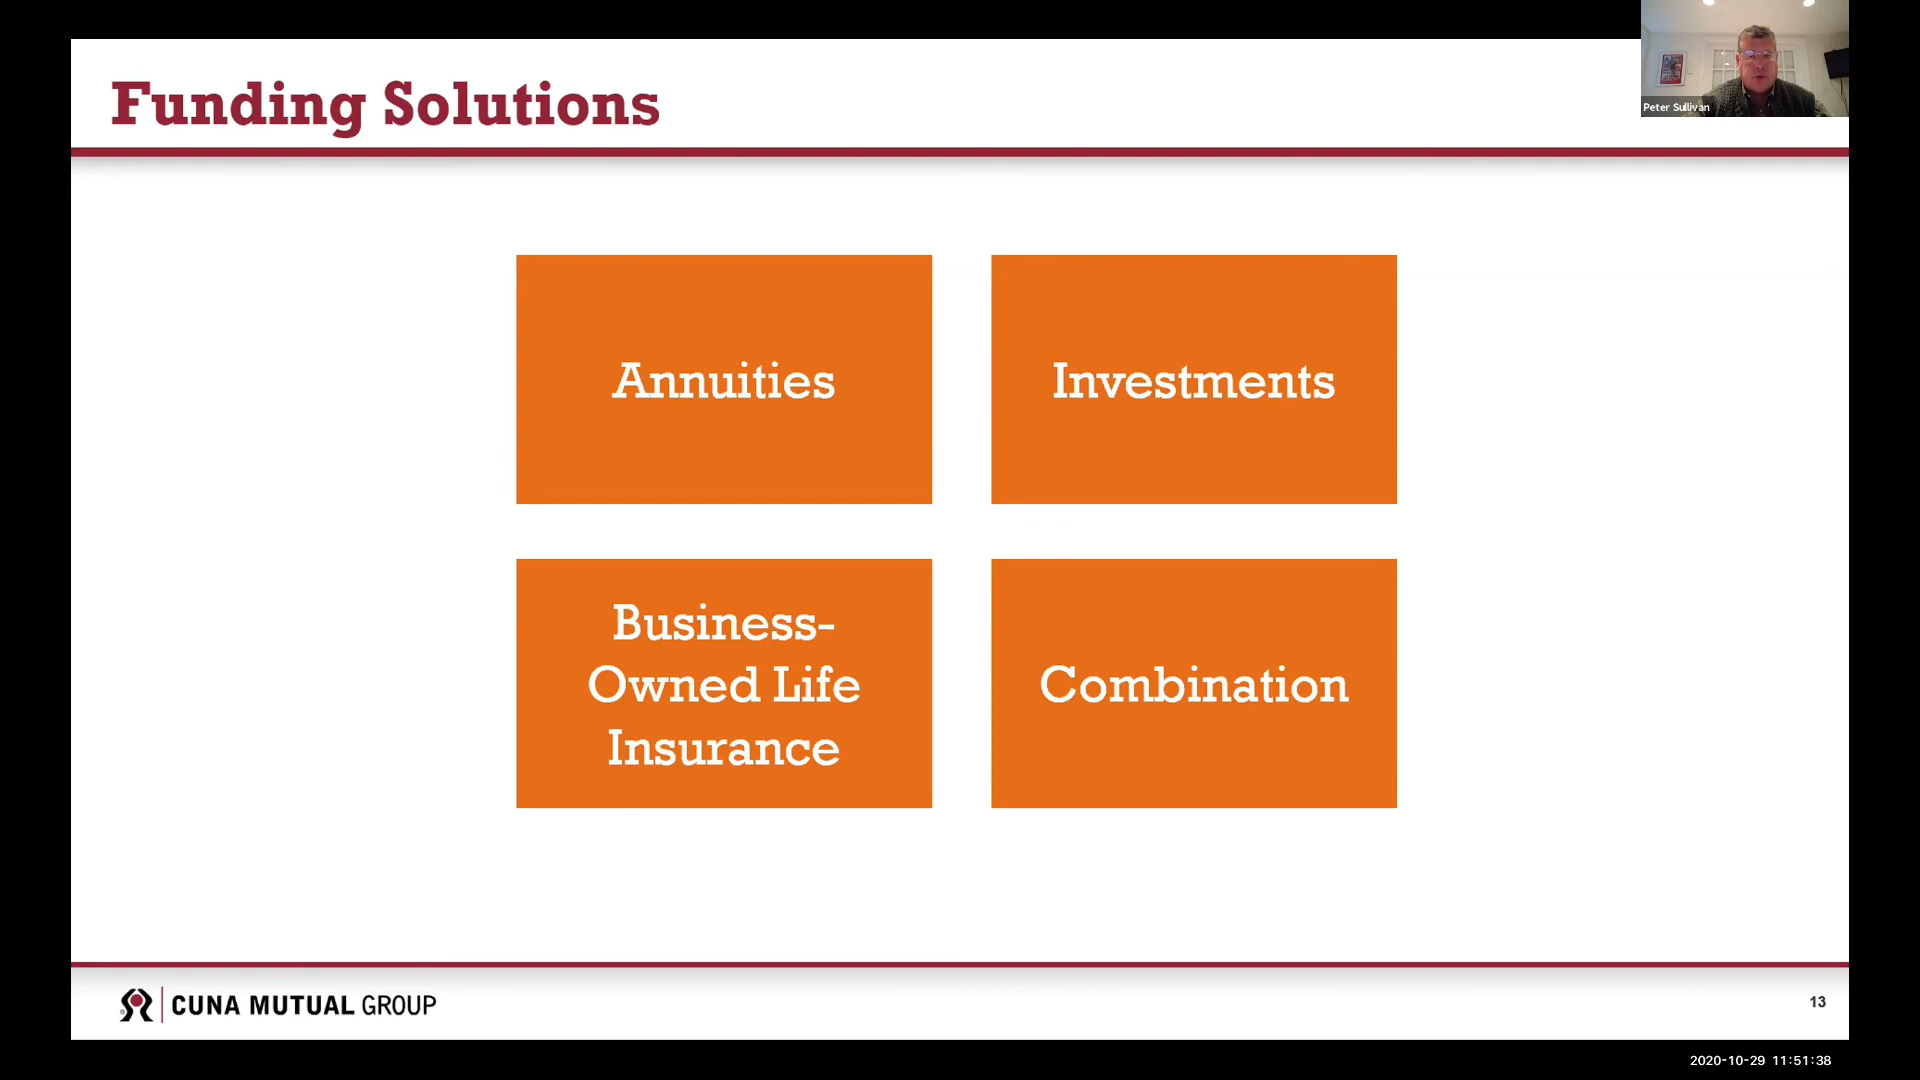 Funding Solutions
Peter Sullivan
Annuities
Investments
Business-
Owned Life
Insurance
Combination
CUNA MUTUAL GROUP
13
2020-10-29 11:51:38